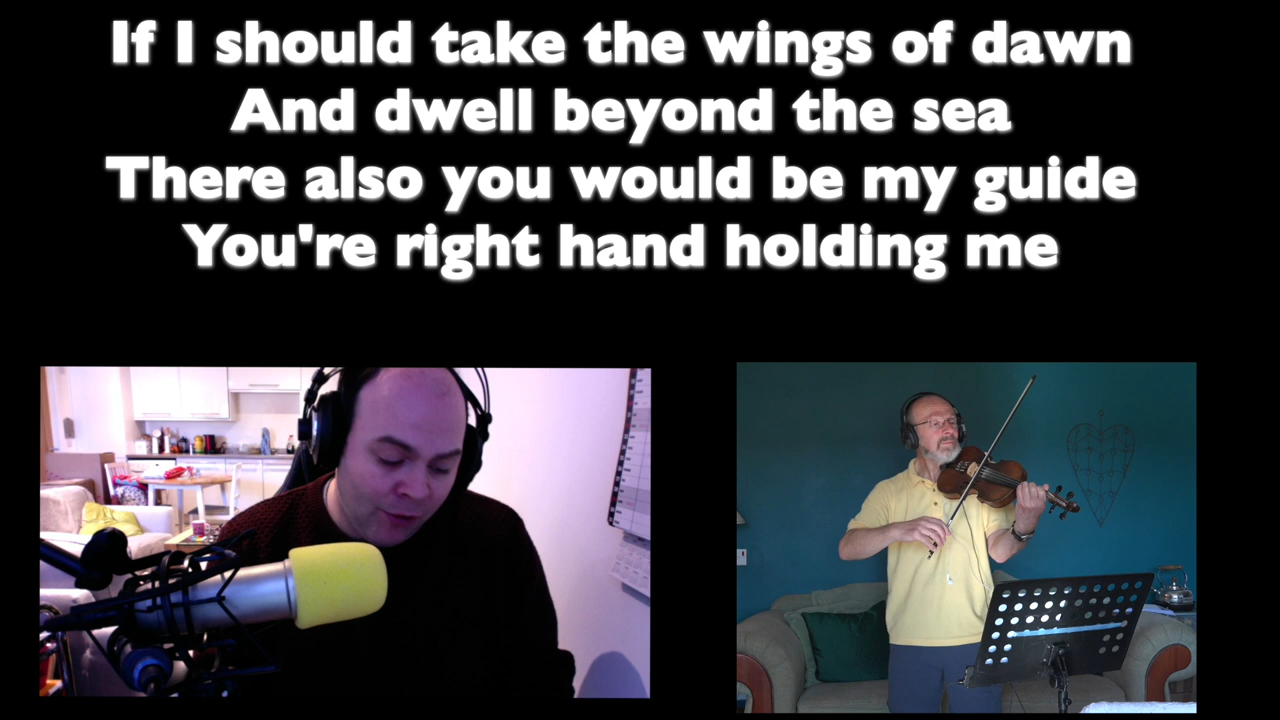 If I should take the wings of dawn
And dwell beyond the sea
There also you would be my guide
You're right hand holding me